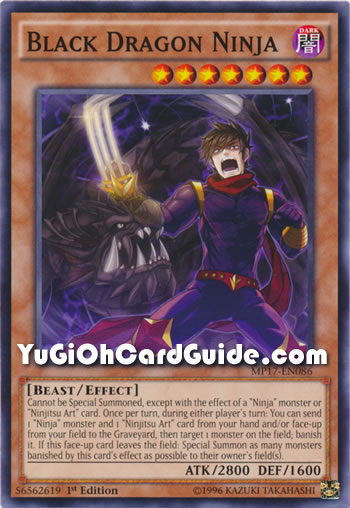 BLACK DRAGON NINJA
DARK
闇
YuGiOhCardGuide.com
MP17-EN086
[BEAST/EFFECT]
Cannot be Special Summoned, except with the effect of a "Ninja" monster or
"Ninjitsu Art" card. Once per turn, during either player's turn: You can send
1 "Ninja" monster and 1 "Ninjitsu Art" card from your hand and/or face-up
from your field to the Graveyard, then target 1 monster on the field; banish
it. If this face-up card leaves the field: Special Summon as many monsters
banished by this card's effect as possible to their owner's field(s).
ATK/2800 DEF/1600
56562619 1st Edition ©1996 KAZUKI TAKAHASHI